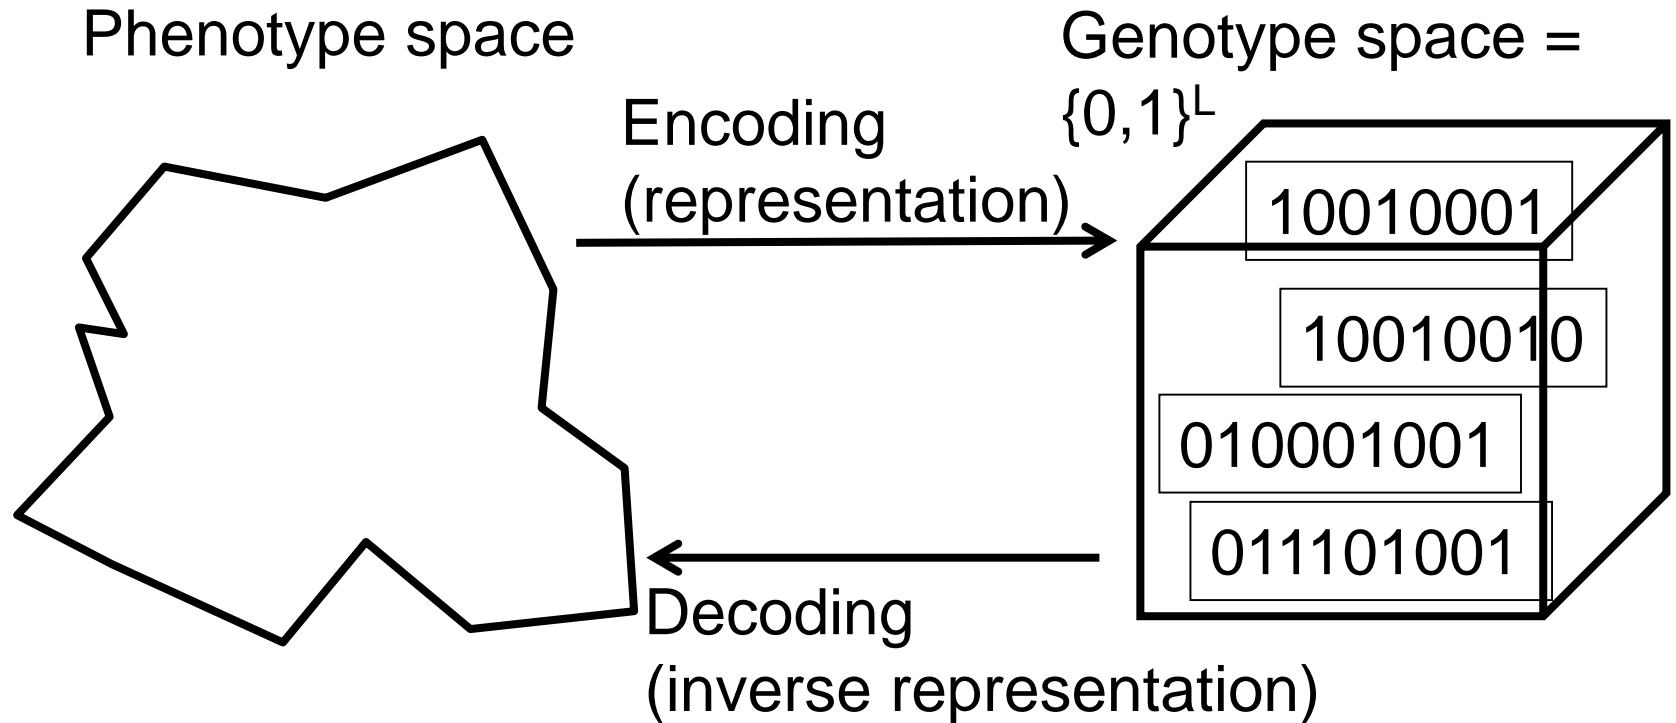 Phenotype space
Genotype space =
{0,1}ᴸ
Encoding
(representation)
10010001
10010010
010001001
011101001
Decoding
(inverse representation)